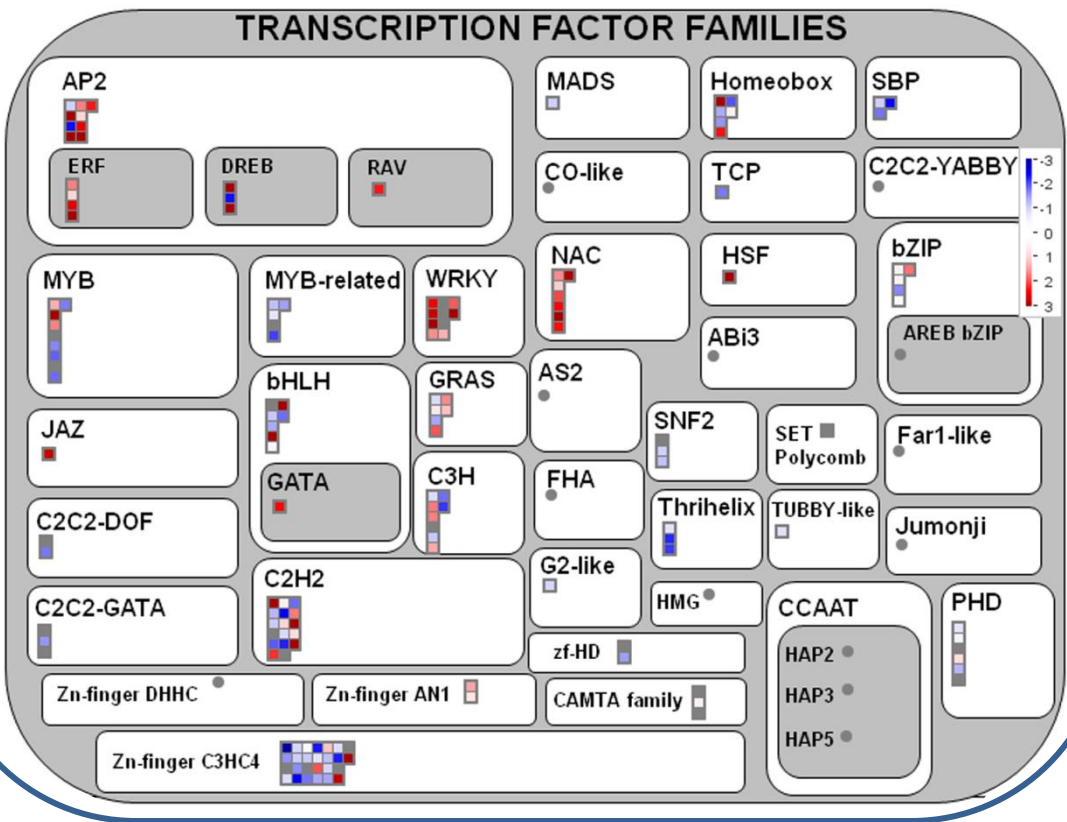 TRANSCRIPTION FACTOR FAMILIES
AP2
ERF
DREB
RAV
MADS
Homeobox
SBP
CO-like
TCP
C2C2-YABBY
-3
-2
-1
0
1
2
3
MYB
MYB-related
WRKY
NAC
HSF
bZIP
ABi3
AREB bZIP
JAZ
bHLH
GATA
GRAS
AS2
SNF2
SET
Polycomb
Far1-like
C3H
FHA
C2C2-DOF
Thrihelix
TUBBY-like
Jumonji
C2C2-GATA
C2H2
G2-like
HMG
CCAAT
HAP2
HAP3
HAP5
PHD
zf-HD
Zn-finger DHHC
Zn-finger AN1
CAMTA family
Zn-finger C3HC4